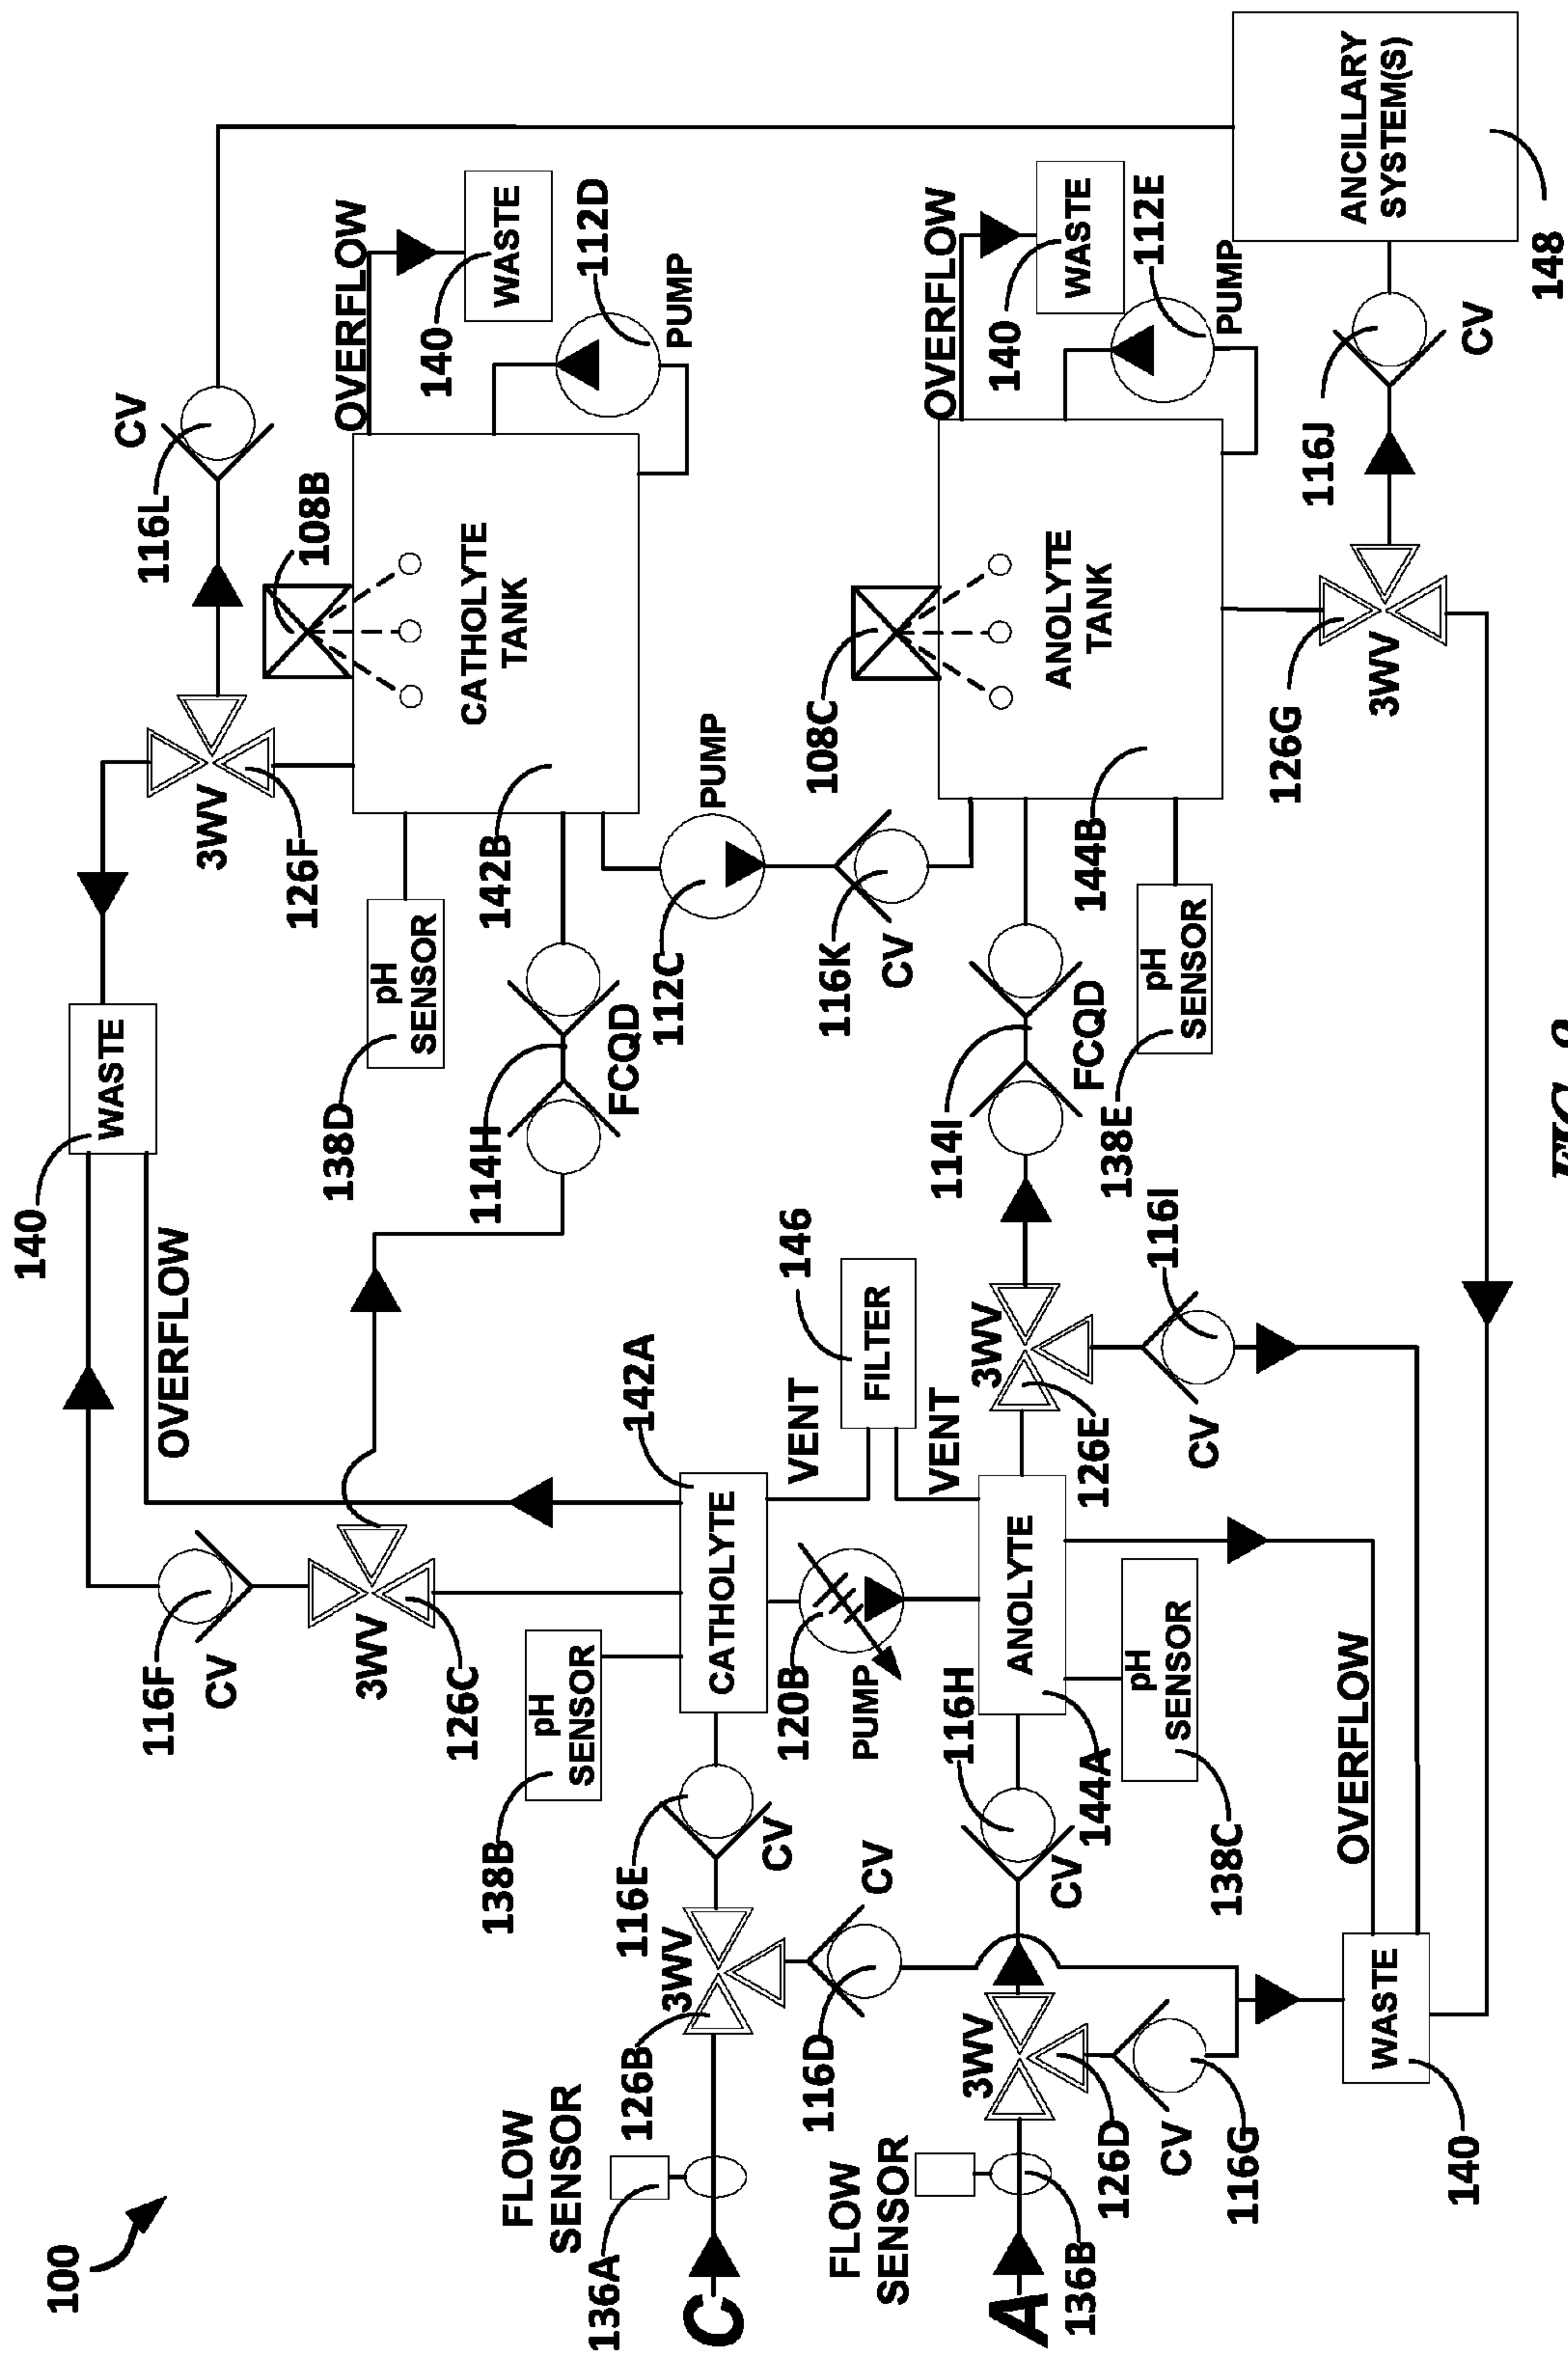 100
140
116F
CV
OVERFLOW
WASTE
116L
CV
3WV
126C
3WV
126F
108B
138D
OVERFLOW
pH
SENSOR
140
WASTE
FLOW
SENSOR
136A
138B
pH
SENSOR
114H
FCQD
142B
CATHOLYTE
TANK
112D
PUMP
126B
3WV
116E
CV
142A
CATHOLYTE
112C
PUMP
116D
CV
120B
PUMP
VENT
146
FILTER
116K
CV
108C
FLOW
SENSOR
136B
116H
VENT
114I
FCQD
OVERFLOW
140
WASTE
3WV
126D
CV
144A
ANOLYTE
3WV
126E
138E
pH
SENSOR
144B
ANOLYTE
TANK
112E
PUMP
CV
116G
138C
pH
SENSOR
CV
116I
126G
3WV
116J
CV
C
A
140
WASTE
OVERFLOW
ANCILLARY
SYSTEM(S)
148